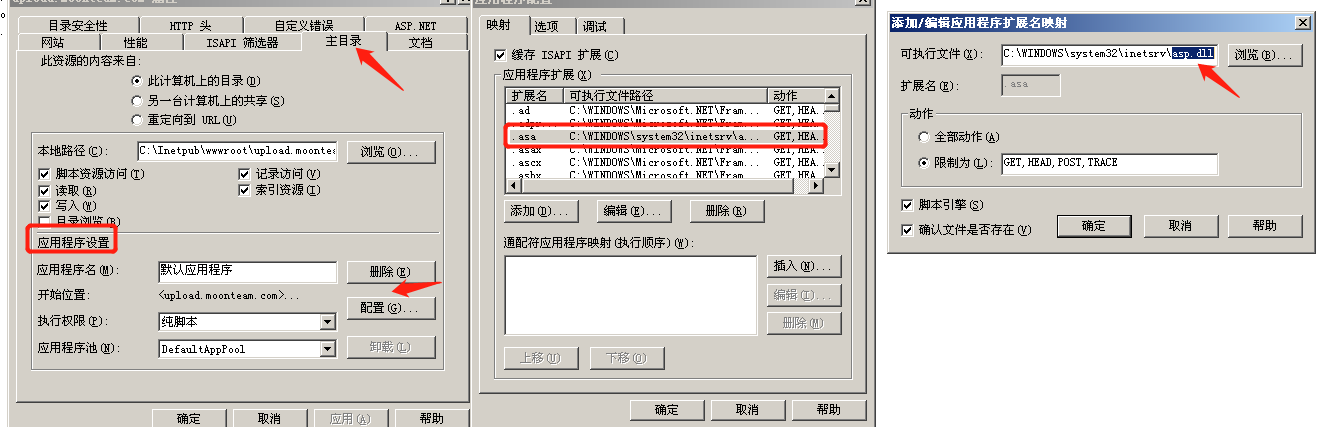 目录安全性 HTTP 头 自定义错误 ASP.NET
网站 性能 ISAPI 筛选器 主目录 文档
此资源的内容来自:
此计算机上的目录(D)
另一台计算机上的共享(S)
重定向到 URL(U)
本地路径(C): C:\Inetpub\wwwroot\upload.moonteam 浏览(O)...
脚本资源访问(T) 记录访问(V)
读取(R) 索引资源(I)
写入(W)
目录浏览(B)
应用程序设置
应用程序名(M): 默认应用程序 删除(E)
开始位置: <upload.moonteam.com>...
配置(G)...
执行权限(P): 纯脚本
应用程序池(N): DefaultAppPool 卸载(L)
确定 取消 应用(A) 帮助
应用程序配置
映射 选项 调试
缓存 ISAPI 扩展(C)
应用程序扩展(X)
扩展名 可执行文件路径 动作
.ad C:\WINDOWS\Microsoft.NET\Fram... GET,HEA.
.asa C:\WINDOWS\system32\inetsrv\a... GET,HEA..
.asax C:\WINDOWS\Microsoft.NET\Fram... GET,HEA.
.ascx C:\WINDOWS\Microsoft.NET\Fram... GET,HEA.
.ashx C:\WINDOWS\Microsoft.NET\Fram... GET,HEA.
添加(D)... 编辑(E)... 删除(R)
通配符应用程序映射(执行顺序)(W):
插入(N)...
编辑(I)...
删除(M)
上移(U) 下移(O)
确定 取消 帮助
添加/编辑应用程序扩展名映射
可执行文件(X): C:\WINDOWS\system32\inetsrv\asp.dll 浏览(B)...
扩展名(E): .asa
动作
全部动作(A)
限制为(L): GET,HEAD,POST,TRACE
脚本引擎(S)
确认文件是否存在(V)
确定 取消 帮助